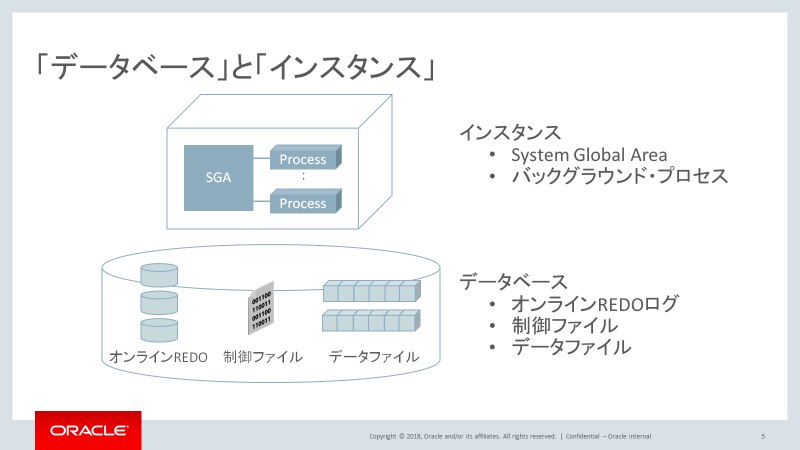 「データベース」と「インスタンス」
SGA
Process
:
Process
インスタンス
• System Global Area
• バックグラウンド・プロセス
001100
110011
001100
110011
オンラインREDO
制御ファイル
データファイル
データベース
• オンラインREDOログ
• 制御ファイル
• データファイル
ORACLE®
Copyright © 2018, Oracle and/or its affiliates. All rights reserved. | Confidential – Oracle Internal
5